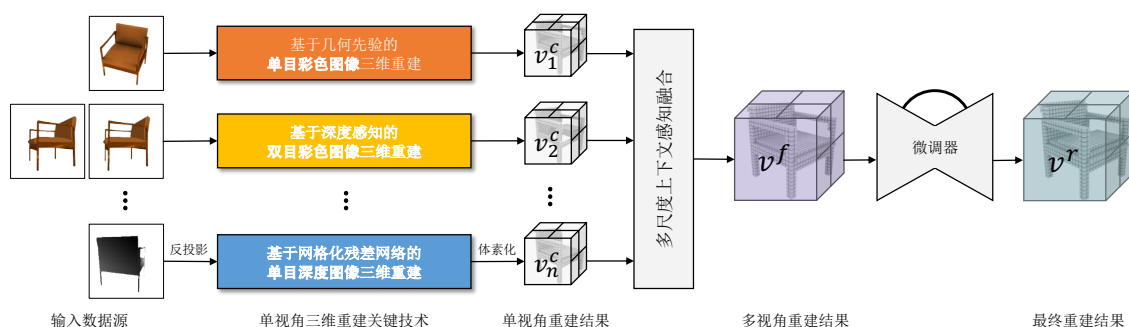 基于几何先验的
单目彩色图像三维重建
v_1^c
基于深度感知的
双目彩色图像三维重建
v_2^c
多尺度上下文感知融合
v^f
微调器
v^r
反投影
基于网格化残差网络的
单目深度图像三维重建
体素化
v_n^c
输入数据源
单视角三维重建关键技术
单视角重建结果
多视角重建结果
最终重建结果